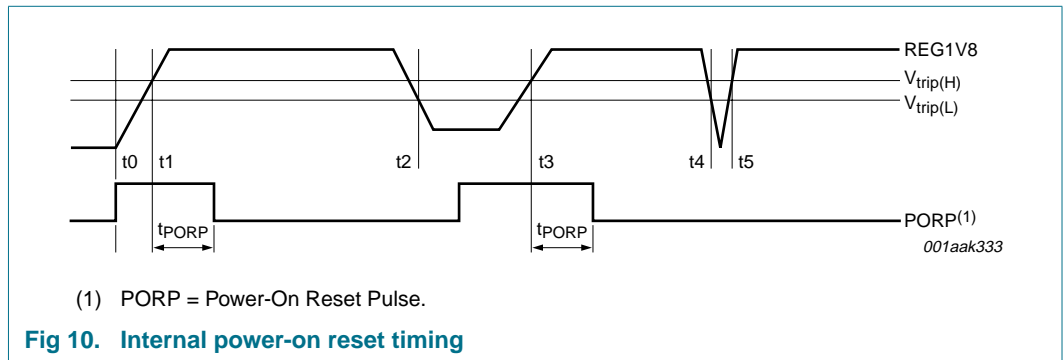 REG1V8
Vtrip(H)
Vtrip(L)
t0 t1 t2 t3 t4 t5
PORP(1)
tPORP tPORP
001aak333
(1) PORP = Power-On Reset Pulse.
Fig 10. Internal power-on reset timing